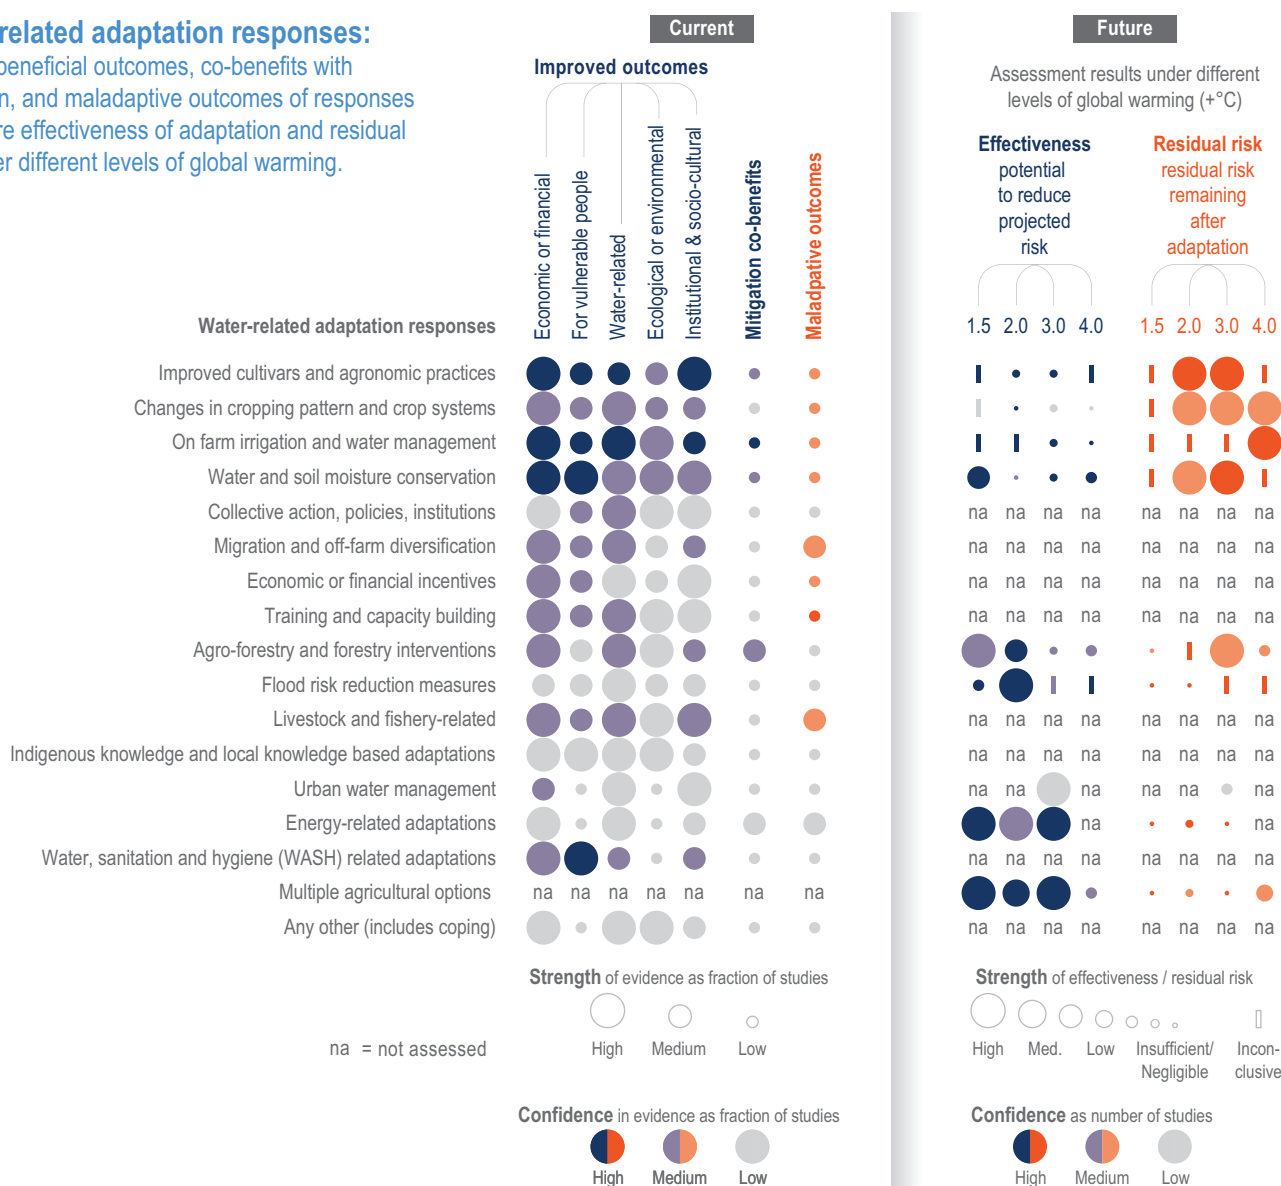 related adaptation responses:
beneficial outcomes, co-benefits with
n, and maladaptive outcomes of responses
re effectiveness of adaptation and residual
er different levels of global warming.
Current
Improved outcomes
Economic or financial
For vulnerable people
Water-related
Ecological or environmental
Institutional & socio-cultural
Mitigation co-benefits
Maladpative outcomes
Future
Assessment results under different
levels of global warming (+°C)
Effectiveness
potential
to reduce
projected
risk
Residual risk
residual risk
remaining
after
adaptation
Water-related adaptation responses
1.5 2.0 3.0 4.0 1.5 2.0 3.0 4.0
Improved cultivars and agronomic practices
Changes in cropping pattern and crop systems
On farm irrigation and water management
Water and soil moisture conservation
Collective action, policies, institutions na na na na na na na na
Migration and off-farm diversification na na na na na na na na
Economic or financial incentives na na na na na na na na
Training and capacity building na na na na na na na na
Agro-forestry and forestry interventions
Flood risk reduction measures
Livestock and fishery-related na na na na na na na na
Indigenous knowledge and local knowledge based adaptations na na na na na na na na
Urban water management na na na na na na
Energy-related adaptations na na
Water, sanitation and hygiene (WASH) related adaptations na na na na na na na na
Multiple agricultural options na na na na na na na
Any other (includes coping) na na na na na na na na
Strength of evidence as fraction of studies
High Medium Low
na = not assessed
Confidence in evidence as fraction of studies
High Medium Low
Strength of effectiveness / residual risk
High Med. Low Insufficient/ Incon-
Negligible clusive
Confidence as number of studies
High Medium Low